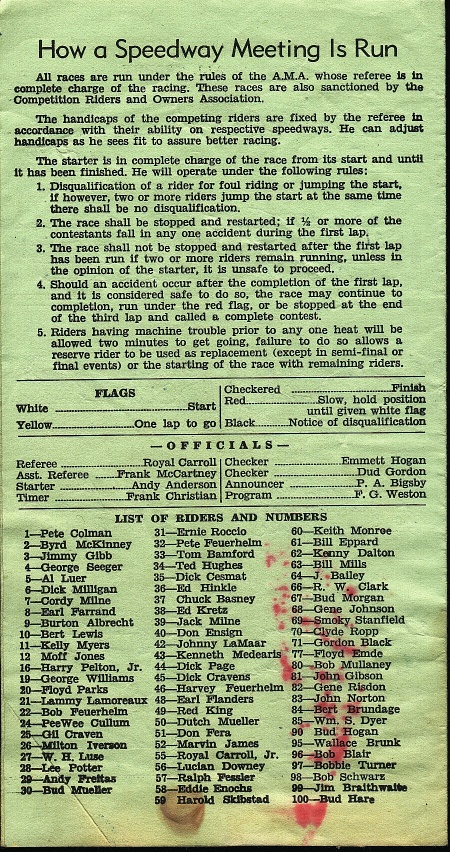 How a Speedway Meeting Is Run
All races are run under the rules of the A.M.A. whose referee is in
complete charge of the racing. These races are also sanctioned by the
Competition Riders and Owners Association.
The handicaps of the competing riders are fixed by the referee in
accordance with their ability on respective speedways. He can adjust
handicaps as he sees fit to assure better racing.
The starter is in complete charge of the race from its start and until
it has been finished. He will operate under the following rules:
1. Disqualification of a rider for foul riding or jumping the start,
if however, two or more riders jump the start at the same time
there shall be no disqualification.
2. The race shall be stopped and restarted; if ½ or more of the
contestants fall in any one accident during the first lap.
3. The race shall not be stopped and restarted after the first lap
has been run if two or more riders remain running, unless in
the opinion of the starter, it is unsafe to proceed.
4. Should an accident occur after the completion of the first lap,
and it is considered safe to do so, the race may continue to
completion, run under the red flag, or be stopped at the end
of the third lap and called a complete contest.
5. Riders having machine trouble prior to any one heat will be
allowed two minutes to get going, failure to do so allows a
reserve rider to be used as replacement (except in semi-final or
final events) or the starting of the race with remaining riders.
FLAGS
White ........ Start
Yellow ........ One lap to go
Checkered ........ Finish
Red ........ Slow, hold position
until given white flag
Black ........ Notice of disqualification
—OFFICIALS—
Referee ........ Royal Carroll
Asst. Referee ........ Frank McCartney
Starter ........ Andy Anderson
Timer ........ Frank Christian
Checker ........ Emmett Hogan
Checker ........ Dud Gordon
Announcer ........ P. A. Bigsby
Program ........ F. G. Weston
LIST OF RIDERS AND NUMBERS
1—Pete Colman
2—Byrd McKinney
3—Jimmy Gibb
4—George Seeger
5—Al Luer
6—Dick Milligan
7—Cordy Milne
8—Earl Farrand
9—Burton Albrecht
10—Bert Lewis
11—Kelly Myers
12 Moff Jones
16—Harry Pelton, Jr.
19—George Williams
20—Floyd Parks
21—Lammy Lamoreaux
22—Bob Feuerhelm
24—PeeWee Cullum
25—Gil Craven
26—Milton Iverson
27—W. H. Luse
28—Lee Potter
29—Andy Freitas
30—Bud Mueller
31—Ernie Roccio
32—Pete Feuerhelm
33—Tom Bamford
34—Ted Hughes
35—Dick Cesmat
36—Ed Hinkle
37 Chuck Basney
38—Ed Kretz
39—Jack Milne
40—Don Ensign
42—Johnny LaMaar
43—Kenneth Medearis
44—Dick Page
45—Dick Cravens
46—Harvey Feuerhelm
48—Earl Flanders
49—Red King
50—Dutch Mueller
51—Don Fera
52—Marvin James
55—Royal Carroll, Jr.
56—Lucian Downey
57—Ralph Fessler
58—Eddie Enochs
59 Harold Skibstad
60—Keith Monroe
61—Bill Eppard
62—Kenny Dalton
63—Bill Mills
64—J. Bailey
66—R. W. Clark
67—Bud Morgan
68 Gene Johnson
69—Smoky Stanfield
70—Clyde Ropp
71—Gordon Black
77—Floyd Emde
80—Bob Mullaney
81—John Gibson
82—Gene Risdon
83—John Norton
84—Bert Brundage
85—Wm. S. Dyer
90 Bud Hogan
95—Wallace Brunk
96—Bob Blair
97—Bobbie Turner
98—Bob Schwarz
99—Jim Braithwaite
100—Bud Hare